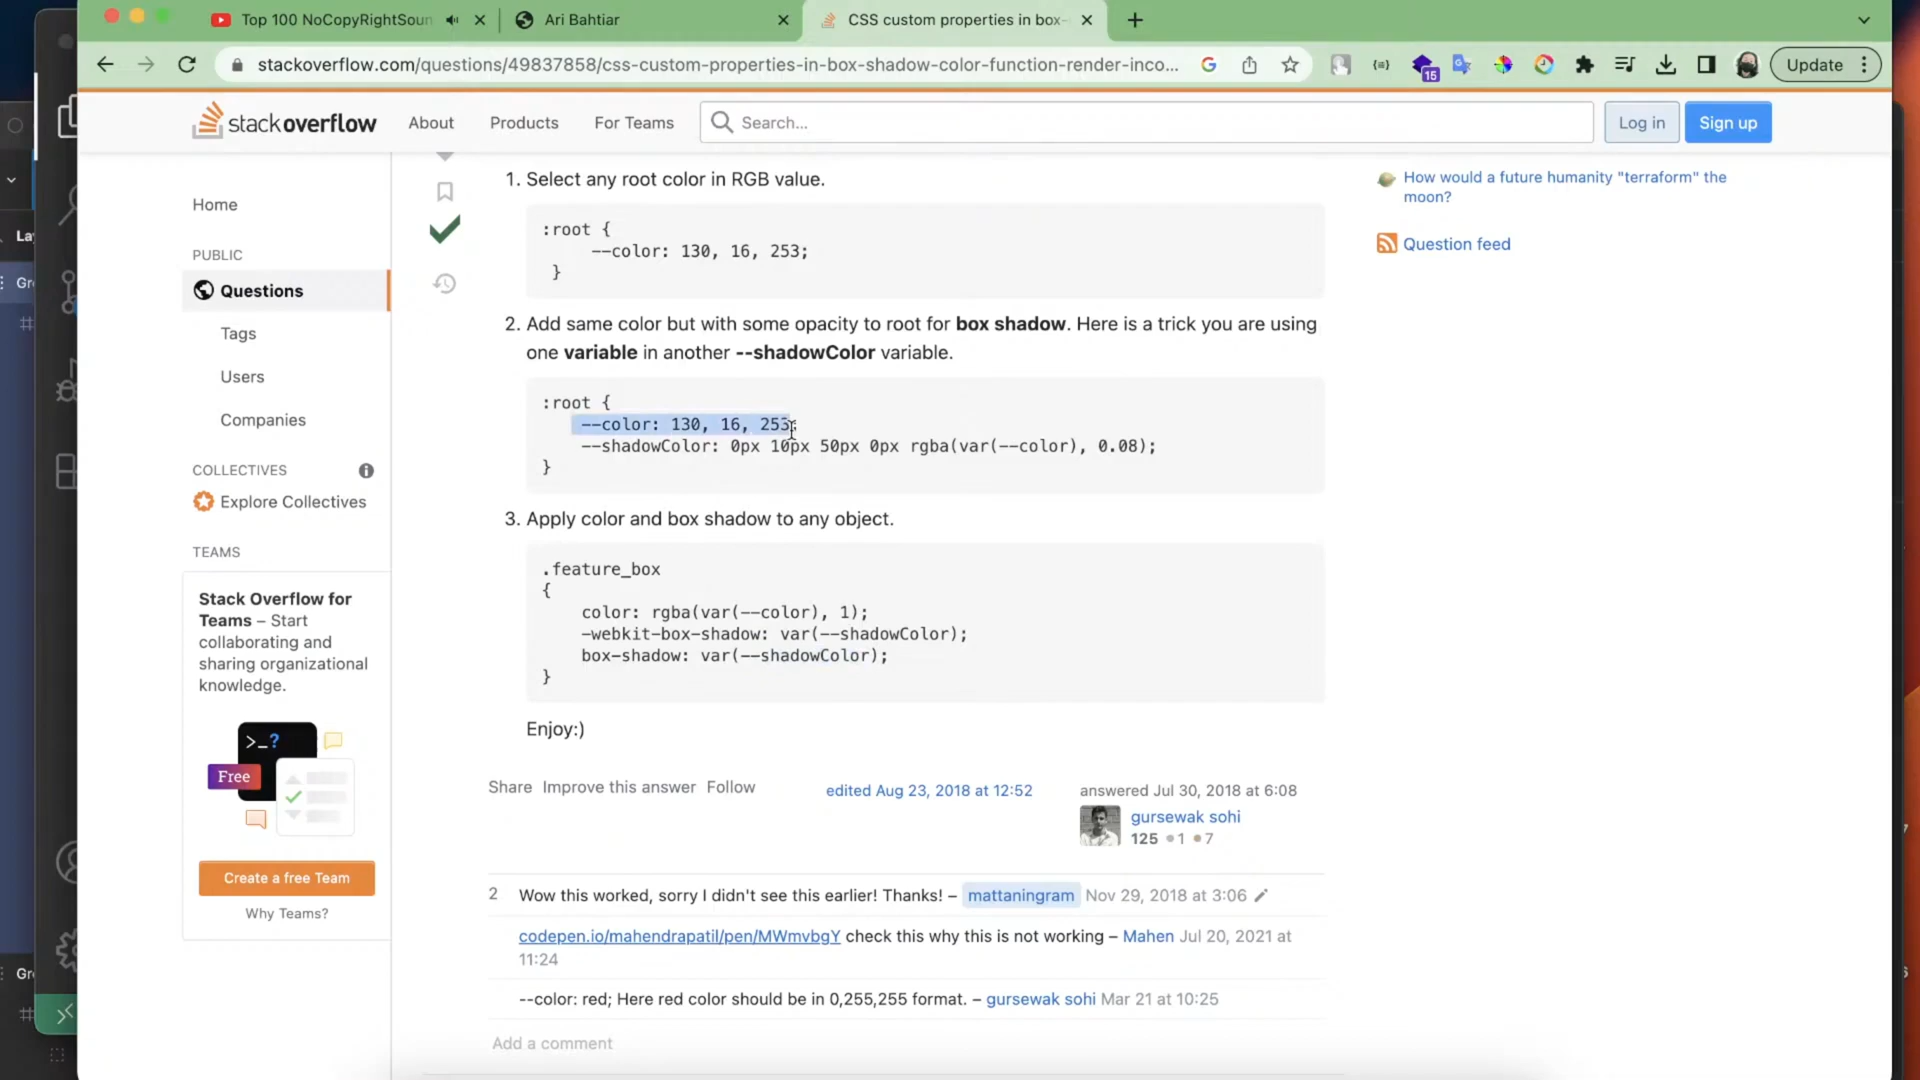 Top 100 NoCopyRightSoun
Ari Bahtiar
CSS custom properties in box-
stackoverflow.com/questions/49837858/css-custom-properties-in-box-shadow-color-function-render-inco...
15
Update
stackoverflow
About
Products
For Teams
Search...
Log in
Sign up
La
Gr
Gr
Home
PUBLIC
Questions
Tags
Users
Companies
COLLECTIVES
Explore Collectives
TEAMS
Stack Overflow for
Teams – Start
collaborating and
sharing organizational
knowledge.
>_?
Free
Create a free Team
Why Teams?
1. Select any root color in RGB value.
:root {
--color: 130, 16, 253;
}
2. Add same color but with some opacity to root for box shadow. Here is a trick you are using
one variable in another --shadowColor variable.
:root {
--color: 130, 16, 253;
--shadowColor: 0px 10px 50px 0px rgba(var(--color), 0.08);
}
3. Apply color and box shadow to any object.
.feature_box
{
color: rgba(var(--color), 1);
-webkit-box-shadow: var(--shadowColor);
box-shadow: var(--shadowColor);
}
Enjoy:)
Share Improve this answer Follow
edited Aug 23, 2018 at 12:52
answered Jul 30, 2018 at 6:08
gursewak sohi
125 1 7
2 Wow this worked, sorry I didn't see this earlier! Thanks! – mattaningram Nov 29, 2018 at 3:06
codepen.io/mahendrapatil/pen/MWmvbgY check this why this is not working – Mahen Jul 20, 2021 at
11:24
--color: red; Here red color should be in 0,255,255 format. – gursewak sohi Mar 21 at 10:25
Add a comment
How would a future humanity "terraform" the
moon?
Question feed